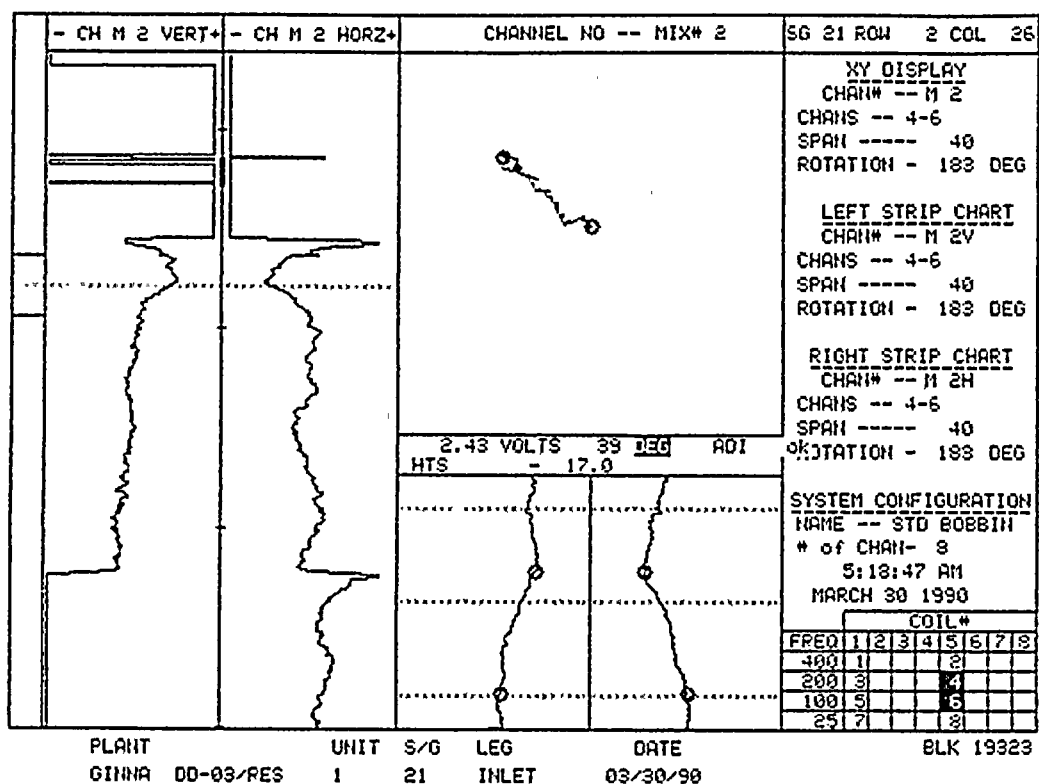 - CH M 2 VERT+ - CH M 2 HORZ+ CHANNEL NO -- MIX# 2 SG 21 ROW 2 COL 26
XY DISPLAY
CHAN# -- M 2
CHANS -- 4-6
SPAN ----- 40
ROTATION - 183 DEG
LEFT STRIP CHART
CHAN# -- M 2V
CHANS -- 4-6
SPAN ----- 40
ROTATION - 183 DEG
RIGHT STRIP CHART
CHAN# -- M 2H
CHANS -- 4-6
SPAN ----- 40
2.43 VOLTS 39 DEG ADI ok
ROTATION - 183 DEG
HTS - 17.0
SYSTEM CONFIGURATION
NAME -- STD BOBBIN
# of CHAN- 8
5:18:47 AM
MARCH 30 1990
COIL#
FREQ 1 2 3 4 5 6 7 8
400 1 2
200 3 4
100 5 6
25 7 8
PLANT UNIT S/G LEG DATE BLK 19323
GINNA DD-03/RES 1 21 INLET 03/30/90